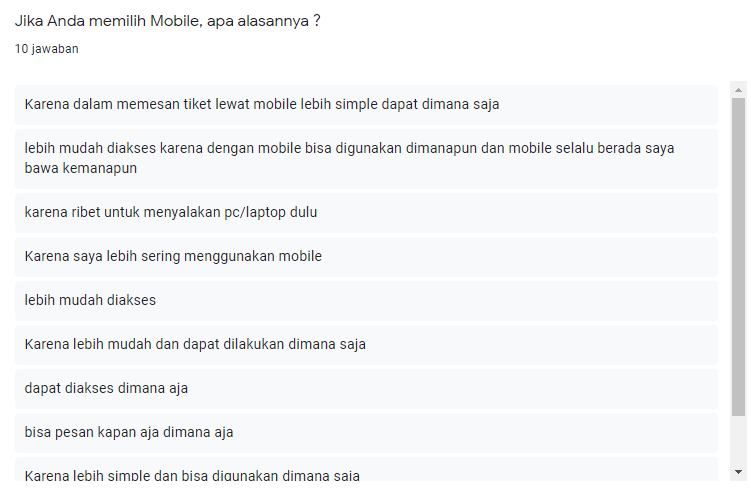 Jika Anda memilih Mobile, apa alasannya ?
10 jawaban
Karena dalam memesan tiket lewat mobile lebih simple dapat dimana saja
lebih mudah diakses karena dengan mobile bisa digunakan dimanapun dan mobile selalu berada saya
bawa kemanapun
karena ribet untuk menyalakan pc/laptop dulu
Karena saya lebih sering menggunakan mobile
lebih mudah diakses
Karena lebih mudah dan dapat dilakukan dimana saja
dapat diakses dimana aja
bisa pesan kapan aja dimana aja
Karena lebih simple dan bisa digunakan dimana saja